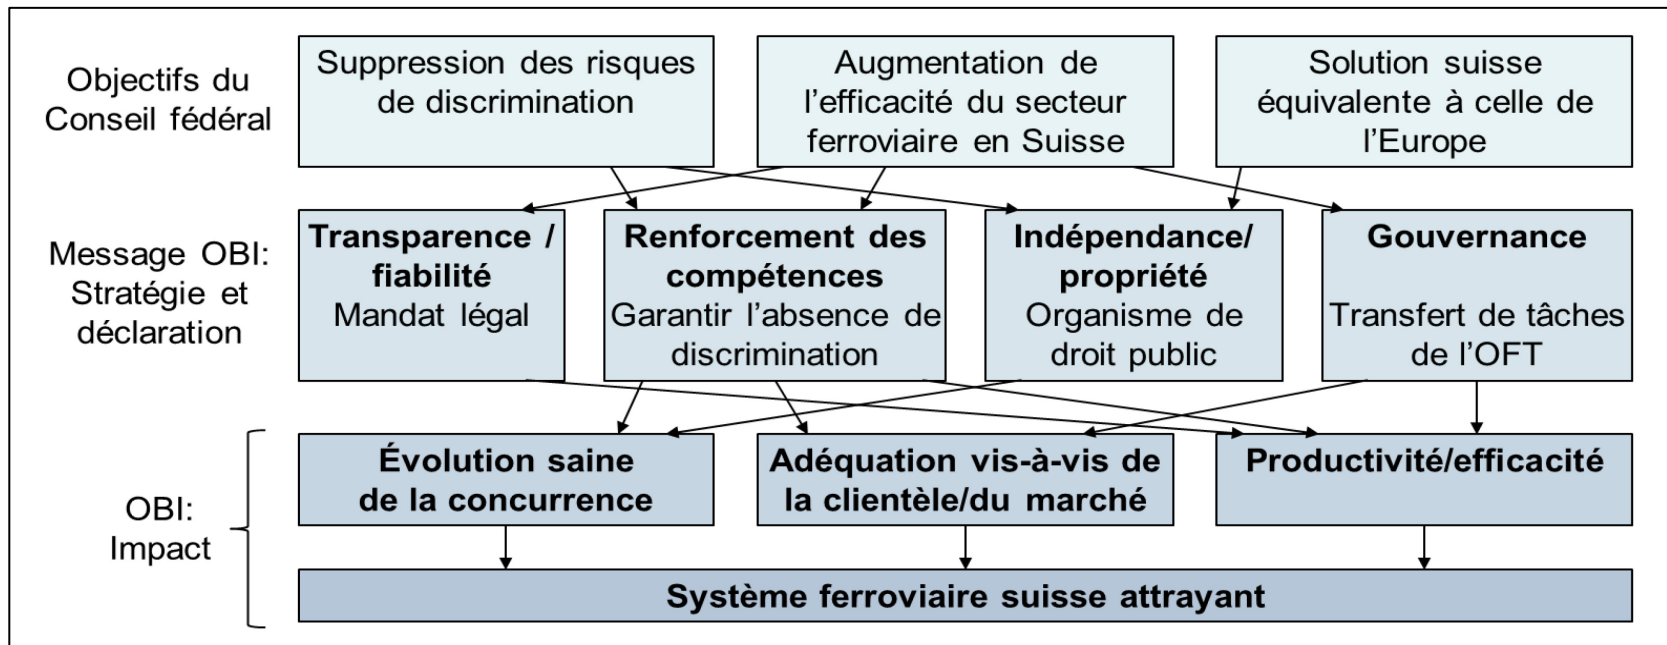 Objectifs du
Conseil fédéral
Suppression des risques
de discrimination
Augmentation de
l’efficacité du secteur
ferroviaire en Suisse
Solution suisse
équivalente à celle de
l’Europe
Message OBI:
Stratégie et
déclaration
Transparence /
fiabilité
Mandat légal
Renforcement des
compétences
Garantir l’absence de
discrimination
Indépendance/
propriété
Organisme de
droit public
Gouvernance
Transfert de tâches
de l’OFT
OBI:
Impact
Évolution saine
de la concurrence
Adéquation vis-à-vis de
la clientèle/du marché
Productivité/efficacité
Système ferroviaire suisse attrayant